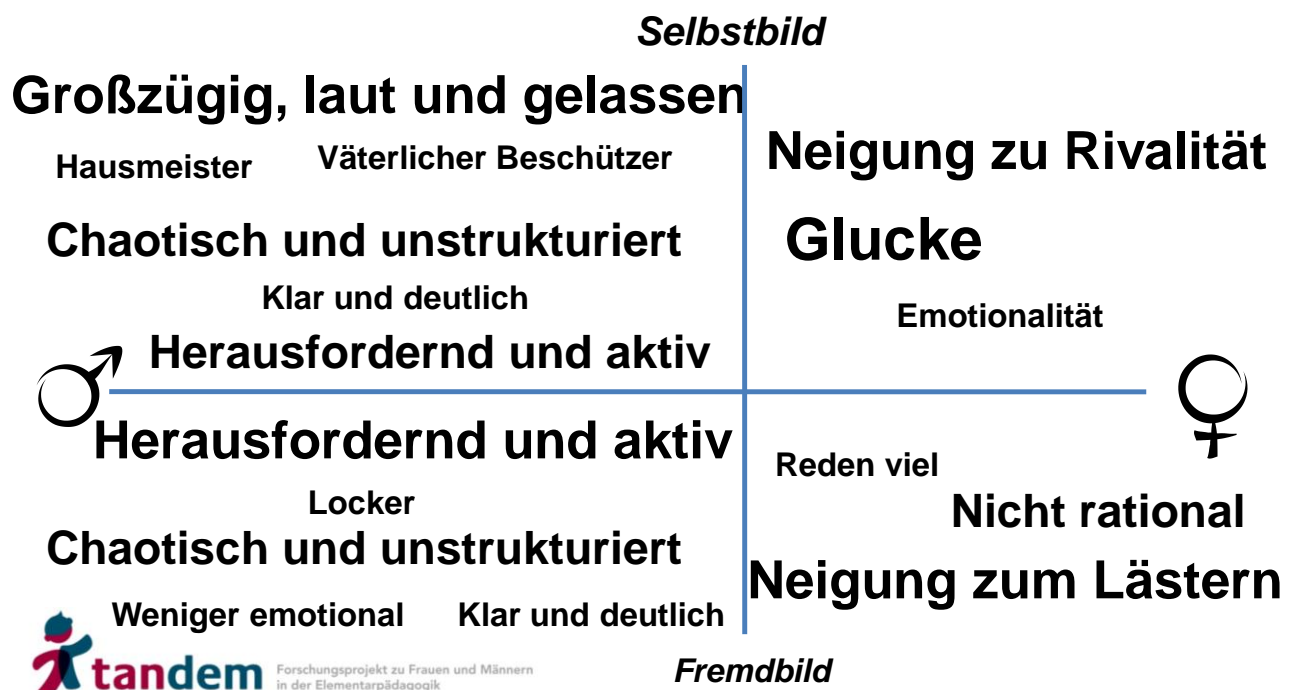 Selbstbild
Großzügig, laut und gelassen
Hausmeister
Väterlicher Beschützer
Neigung zu Rivalität
Chaotisch und unstrukturiert
Glucke
Klar und deutlich
Emotionalität
Herausfordernd und aktiv
Herausfordernd und aktiv
Reden viel
Locker
Nicht rational
Chaotisch und unstrukturiert
Neigung zum Lästern
Weniger emotional
Klar und deutlich
tandem
Forschungsprojekt zu Frauen und Männern
in der Elementarpädagogik
Fremdbild